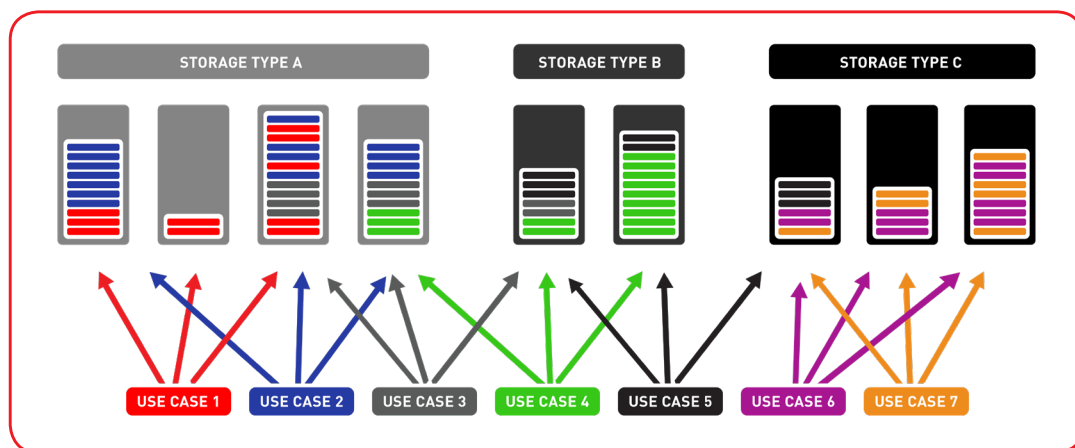 STORAGE TYPE A
STORAGE TYPE B
STORAGE TYPE C
USE CASE 1
USE CASE 2
USE CASE 3
USE CASE 4
USE CASE 5
USE CASE 6
USE CASE 7